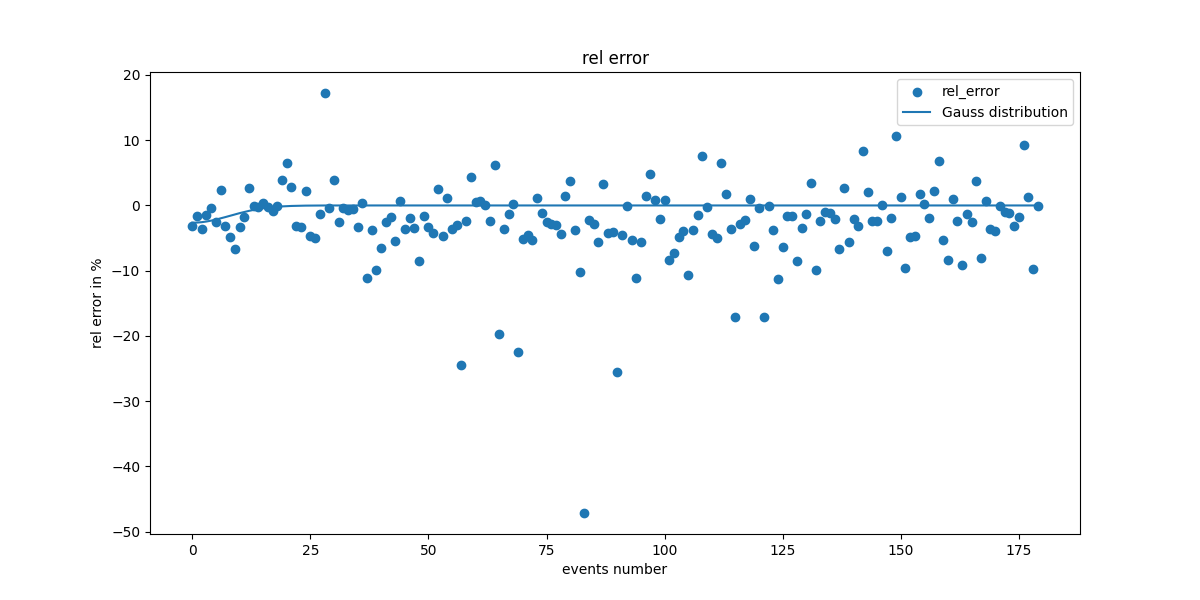 rel error
rel_error
Gauss distribution
rel error in %
20
10
0
−10
−20
−30
−40
−50
0 25 50 75 100 125 150 175
events number